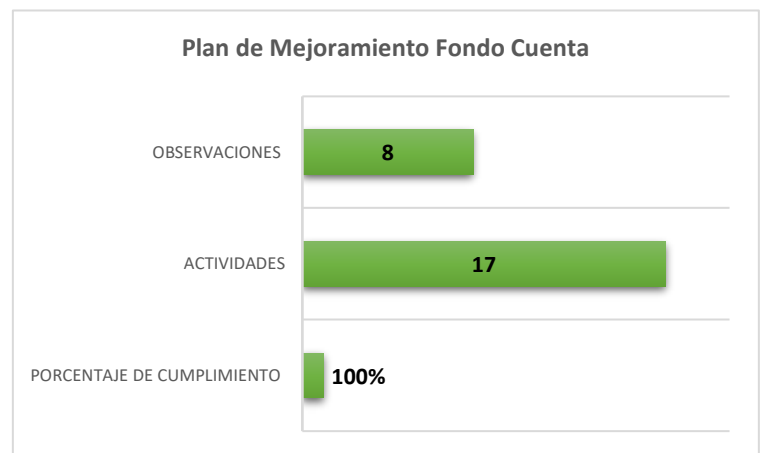 Plan de Mejoramiento Fondo Cuenta
OBSERVACIONES 8
ACTIVIDADES 17
PORCENTAJE DE CUMPLIMIENTO 100%